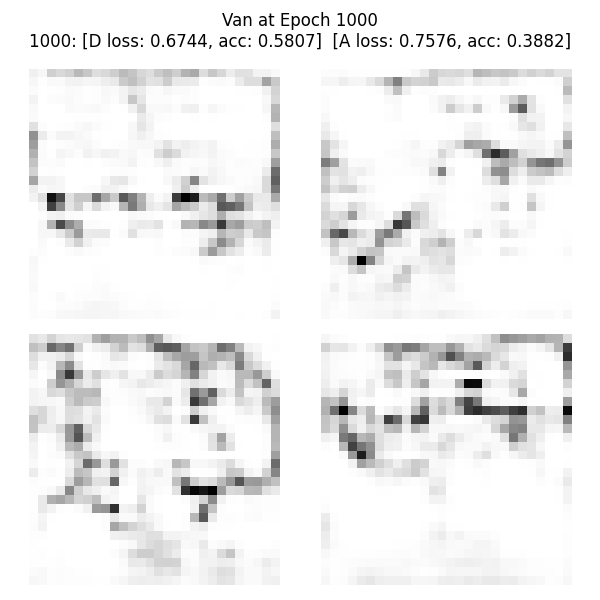 Van at Epoch 1000
1000: [D loss: 0.6744, acc: 0.5807]  [A loss: 0.7576, acc: 0.3882]